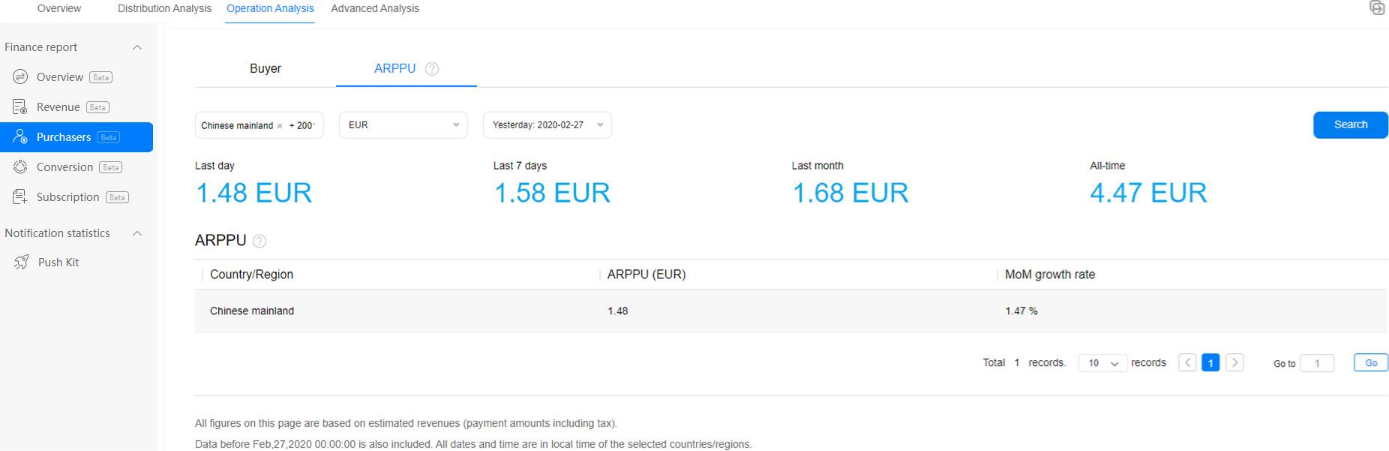 Overview Distribution Analysis Operation Analysis Advanced Analysis
Finance report
Overview Beta
Revenue Beta
Purchasers Beta
Conversion Beta
Subscription Beta
Notification statistics
Push Kit
Buyer ARPPU ?
Chinese mainland × + 200
EUR
Yesterday: 2020-02-27
Search
Last day Last 7 days Last month All-time
1.48 EUR 1.58 EUR 1.68 EUR 4.47 EUR
ARPPU ?
Country/Region ARPPU (EUR) MoM growth rate
Chinese mainland 1.48 1.47 %
Total 1 records. 10 records < 1 > Go to 1 Go
All figures on this page are based on estimated revenues (payment amounts including tax).
Data before Feb,27,2020 00:00:00 is also included. All dates and time are in local time of the selected countries/regions.